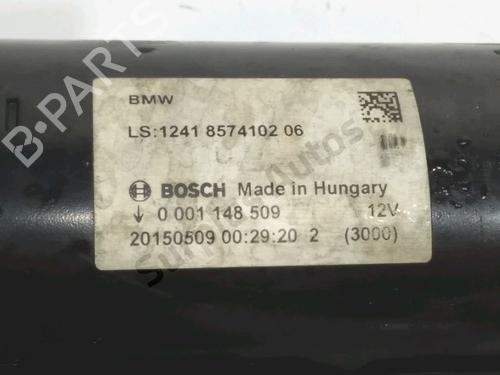 BMW
LS:1241 8574102 06
BOSCH Made in Hungary
0 001 148 509 12V
20150509 00:29:20 2 (3000)
B-PARTS